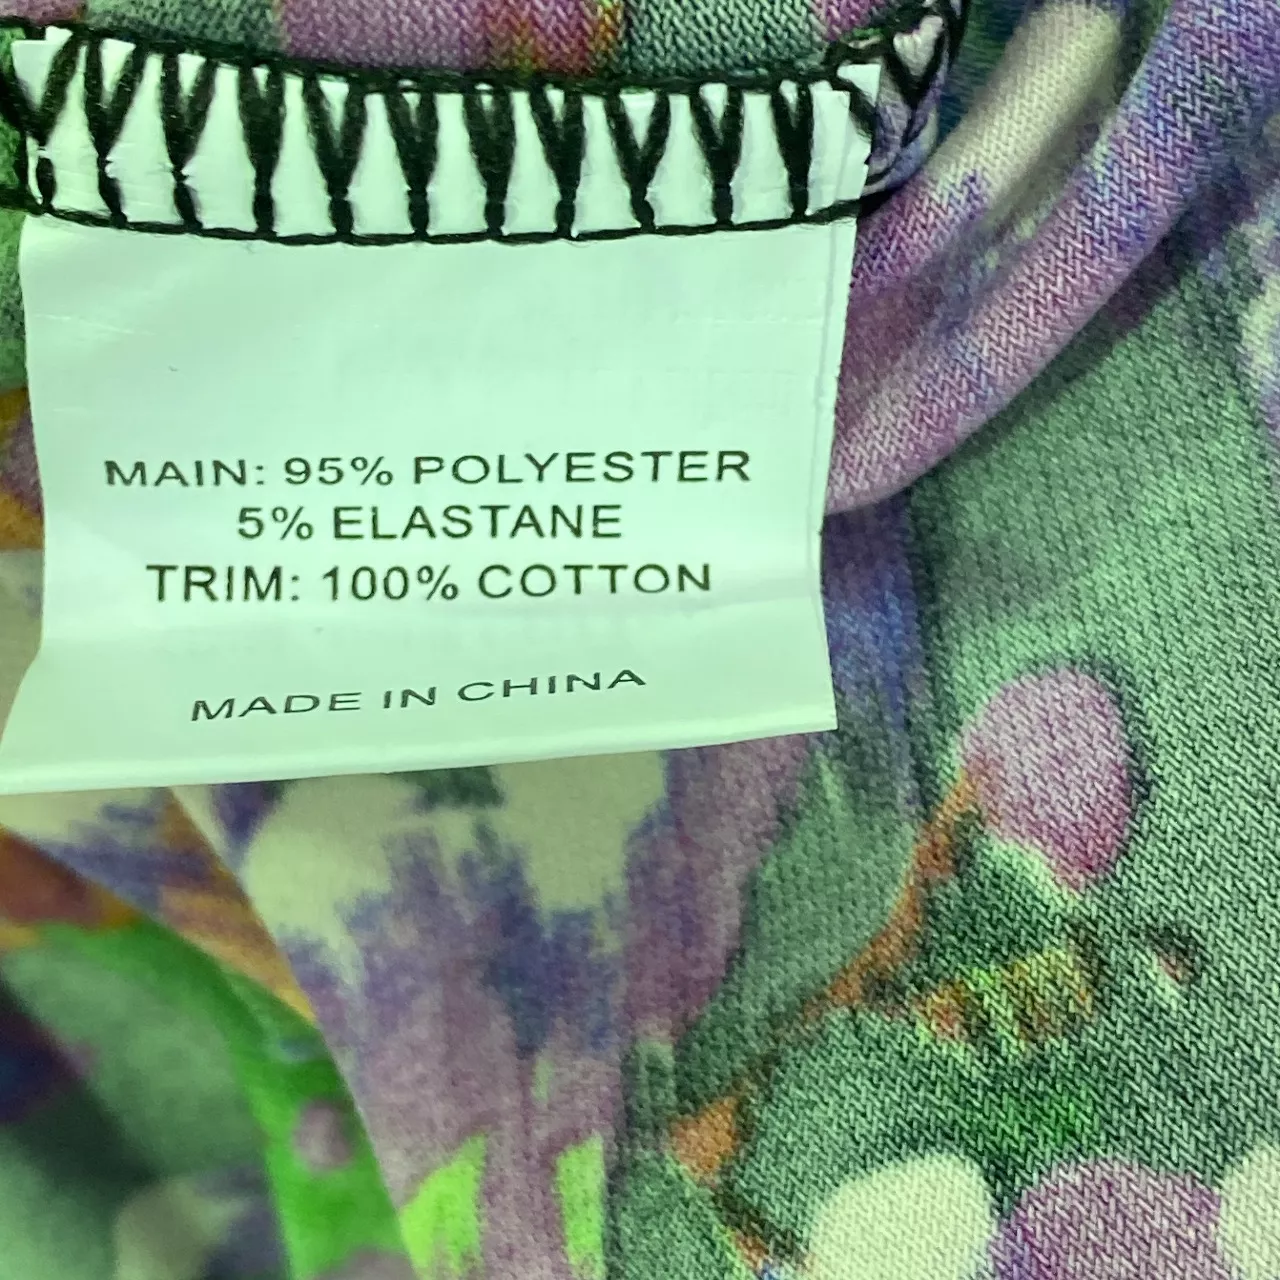 MAIN: 95% POLYESTER
5% ELASTANE
TRIM: 100% COTTON
MADE IN CHINA